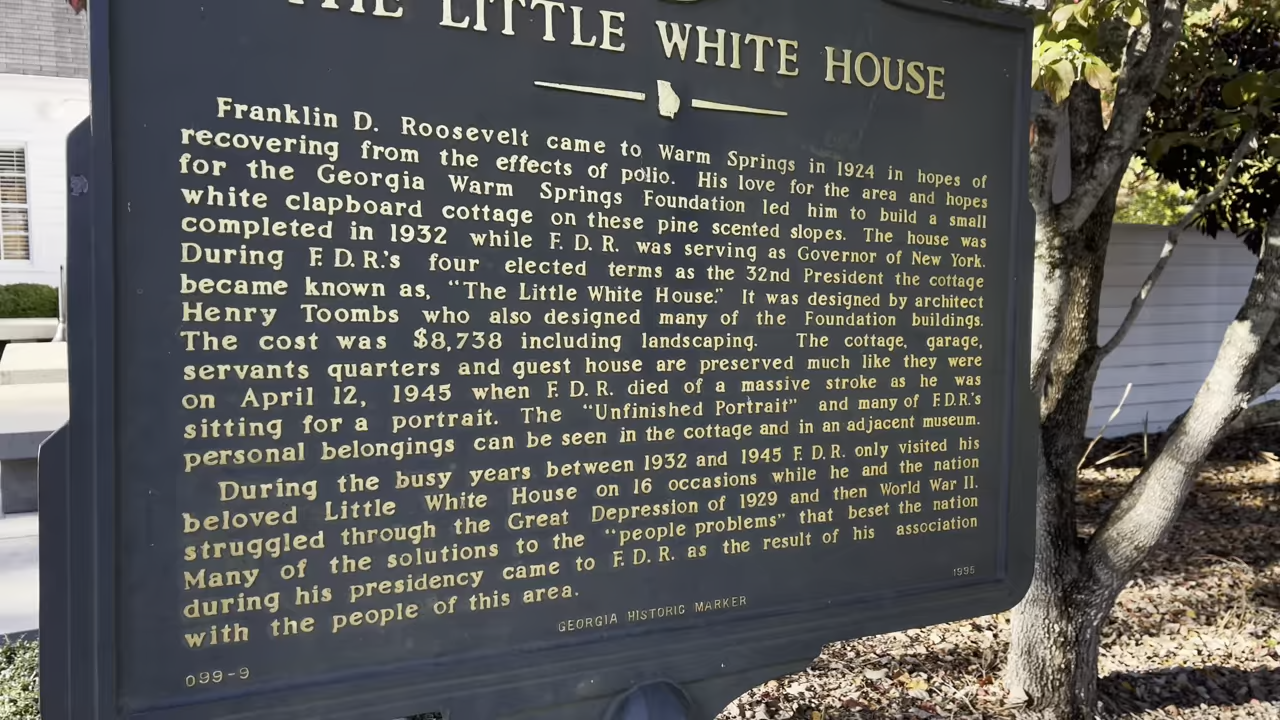 THE LITTLE WHITE HOUSE
Franklin D. Roosevelt came to Warm Springs in 1924 in hopes of
recovering from the effects of polio. His love for the area and hopes
for the Georgia Warm Springs Foundation led him to build a small
white clapboard cottage on these pine scented slopes. The house was
completed in 1932 while F. D. R. was serving as Governor of New York.
During F. D. R.'s four elected terms as the 32nd President the cottage
became known as, "The Little White House." It was designed by architect
Henry Toombs who also designed many of the Foundation buildings.
The cost was $8,738 including landscaping. The cottage, garage,
servants quarters and guest house are preserved much like they were
on April 12, 1945 when F. D. R. died of a massive stroke as he was
sitting for a portrait. The "Unfinished Portrait" and many of F.D.R.'s
personal belongings can be seen in the cottage and in an adjacent museum.
During the busy years between 1932 and 1945 F. D. R. only visited his
beloved Little White House on 16 occasions while he and the nation
struggled through the Great Depression of 1929 and then World War II.
Many of the solutions to the "people problems" that beset the nation
during his presidency came to F. D. R. as the result of his association
with the people of this area.
099-9 GEORGIA HISTORIC MARKER 1995